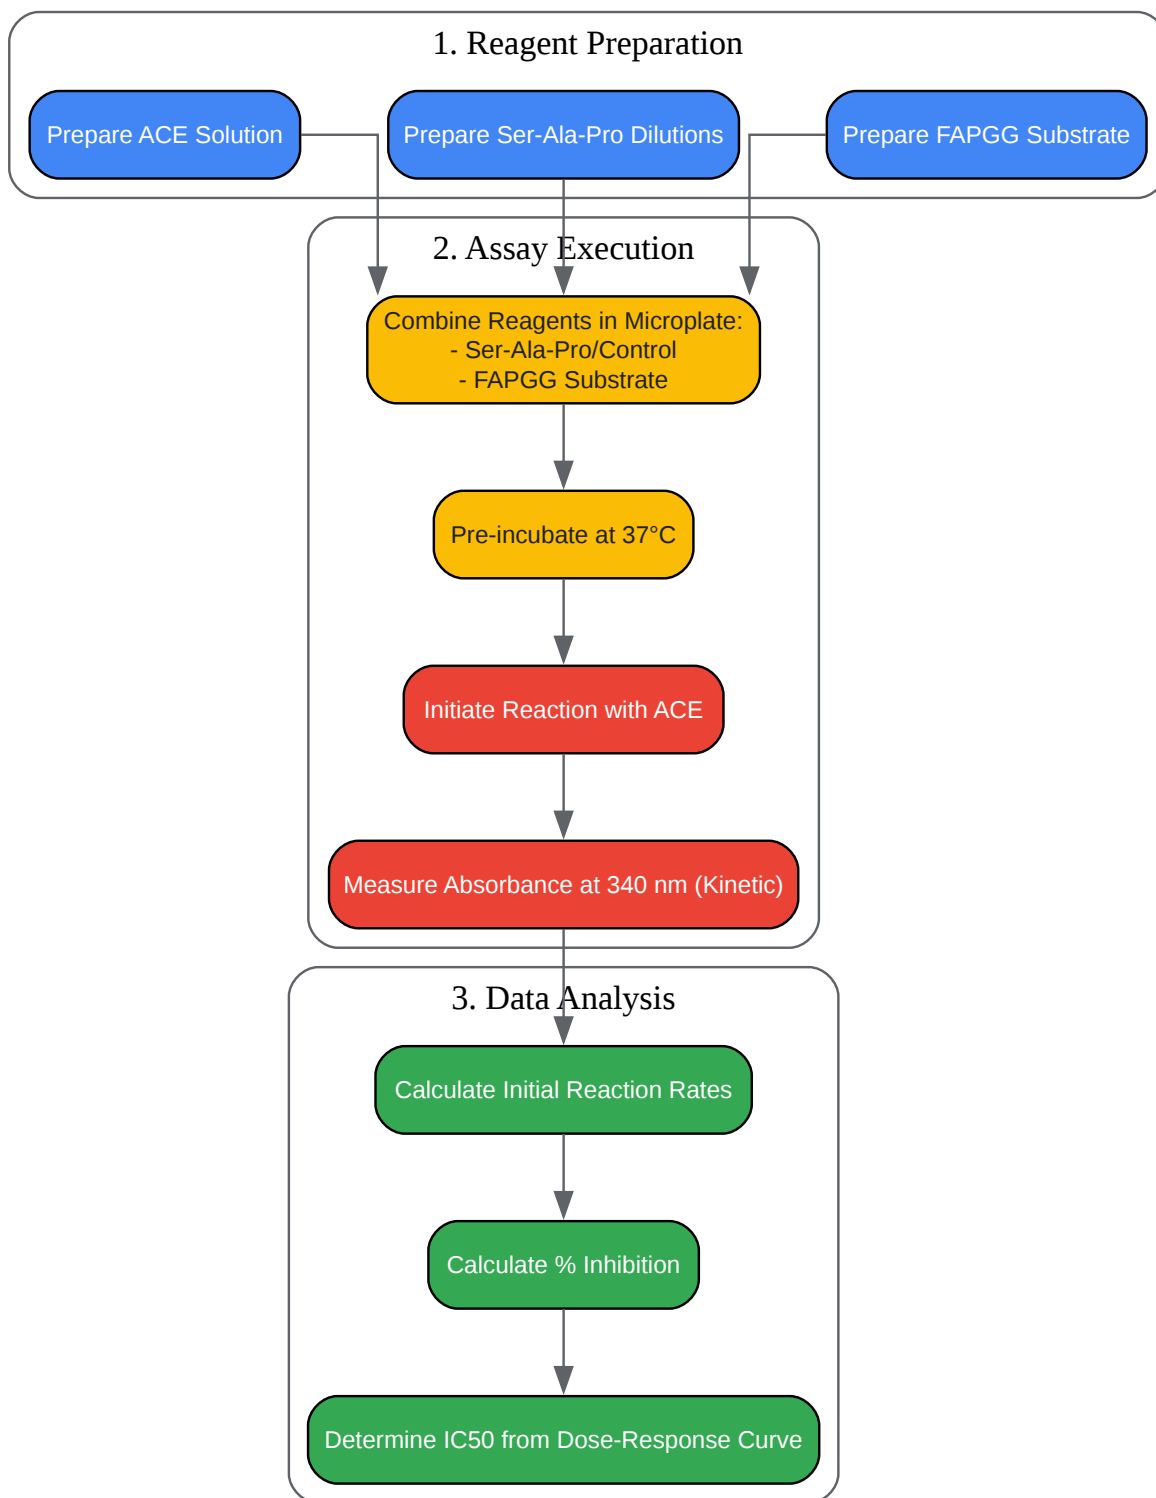 1. Reagent Preparation
Prepare ACE Solution
Prepare Ser-Ala-Pro Dilutions
Prepare FAPGG Substrate
2. Assay Execution
Combine Reagents in Microplate:
- Ser-Ala-Pro/Control
- FAPGG Substrate
Pre-incubate at 37°C
Initiate Reaction with ACE
Measure Absorbance at 340 nm (Kinetic)
3. Data Analysis
Calculate Initial Reaction Rates
Calculate % Inhibition
Determine IC50 from Dose-Response Curve